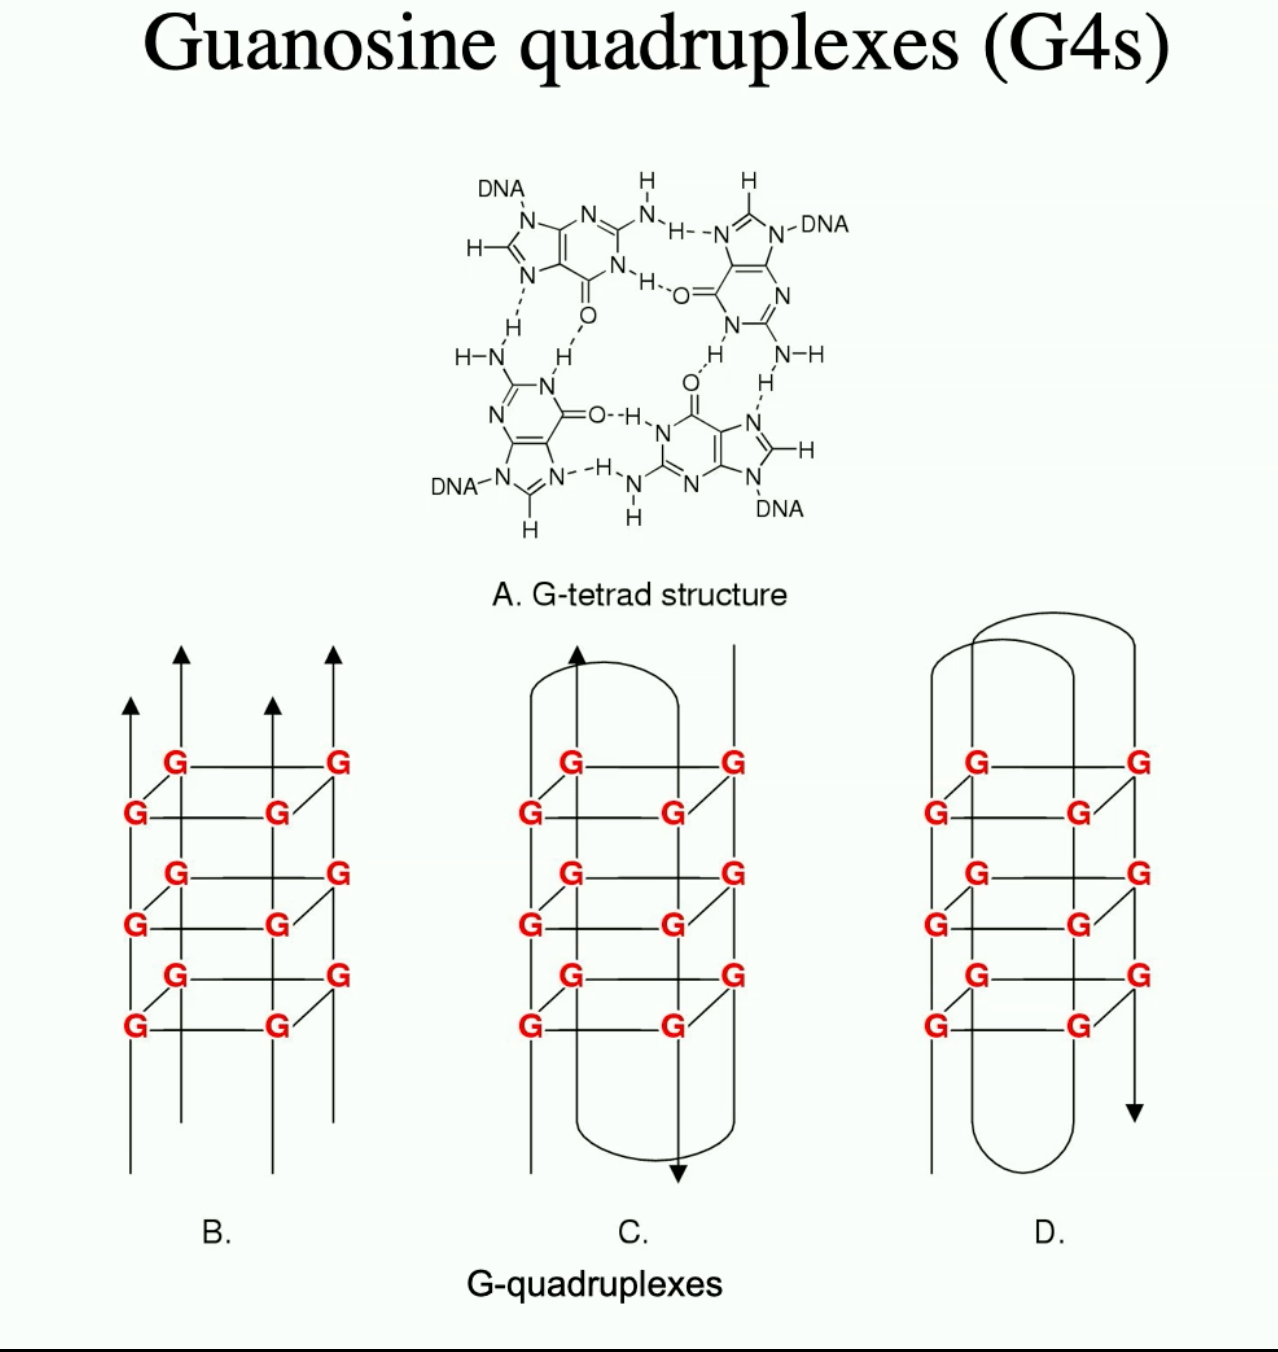 Guanosine quadruplexes (G4s)
DNA H H
N N N H N N DNA
H N N H O N
O N
H N H
H-N H O H
N N
N O H N N H
DNA N N H N N N
H H DNA
A. G-tetrad structure
G G G G G G
G G G G G G
G G G G G G
G G G G G G
G G G G G G
G G G G G G
B. C. D.
G-quadruplexes